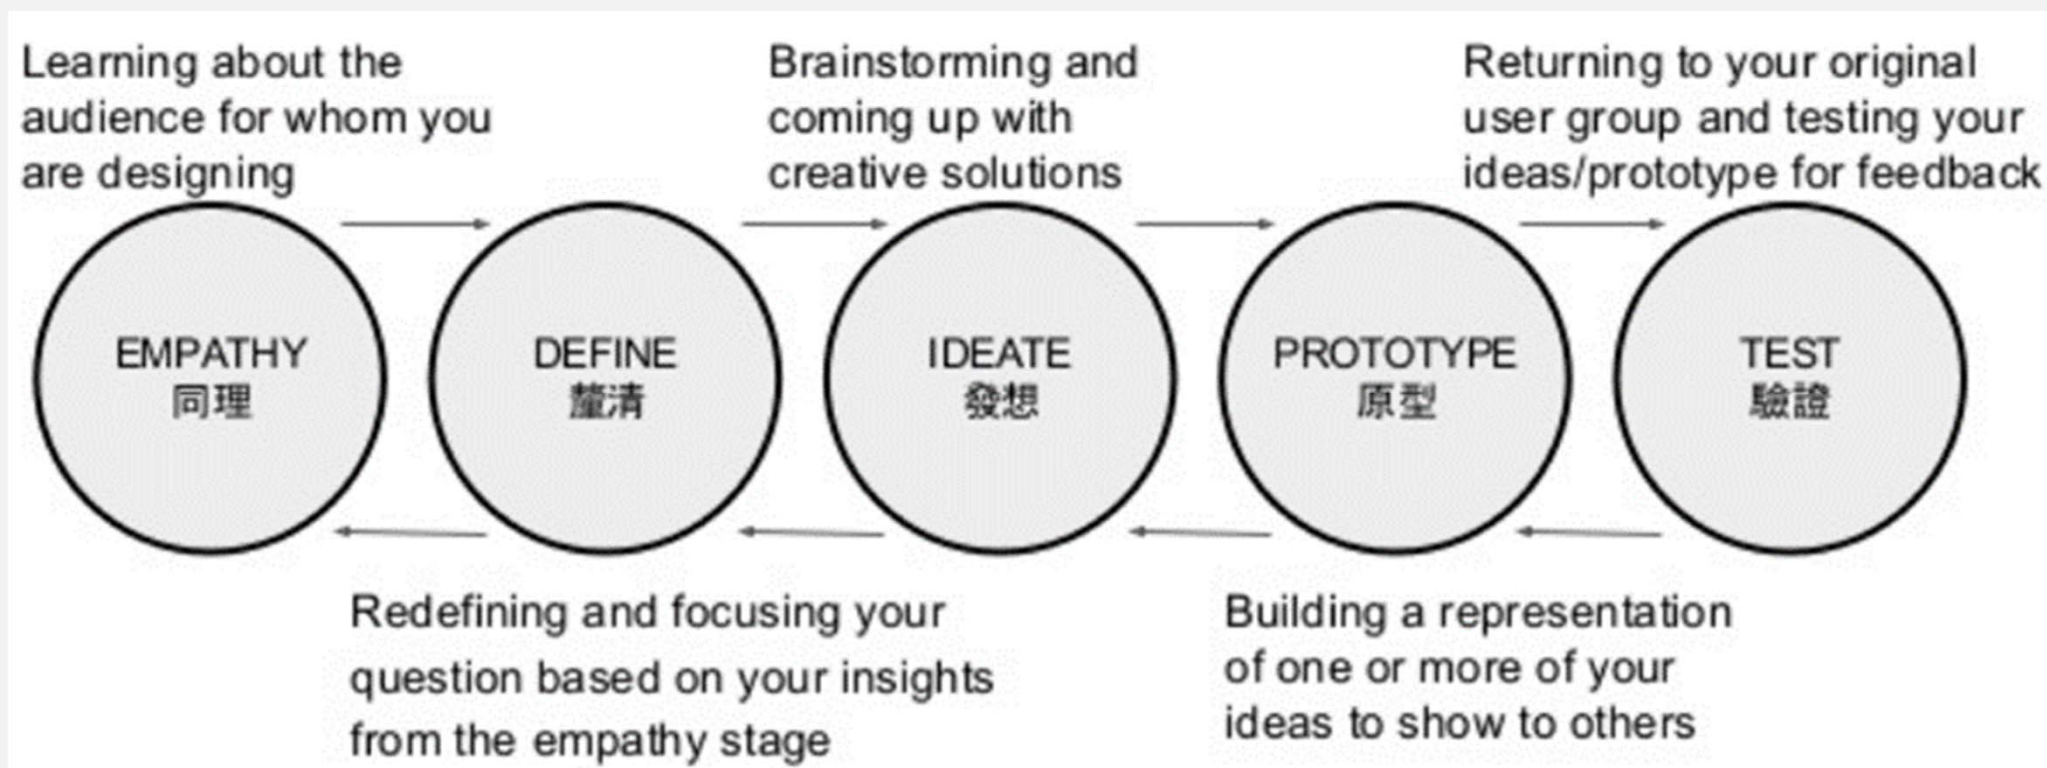 Learning about the
audience for whom you
are designing
Brainstorming and
coming up with
creative solutions
Returning to your original
user group and testing your
ideas/prototype for feedback
EMPATHY
同理
DEFINE
釐清
IDEATE
發想
PROTOTYPE
原型
TEST
驗證
Redefining and focusing your
question based on your insights
from the empathy stage
Building a representation
of one or more of your
ideas to show to others